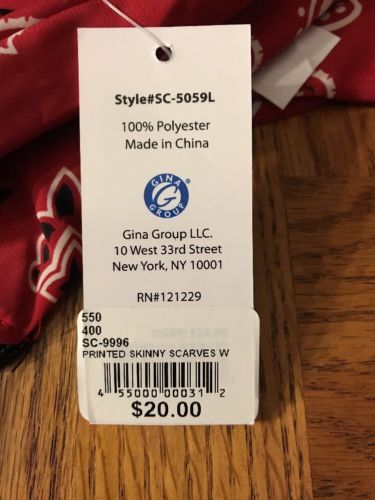 Style#SC-5059L
100% Polyester
Made in China
GINA
GROUP
Gina Group LLC.
10 West 33rd Street
New York, NY 10001
RN#121229
550
400
SC-9996
PRINTED SKINNY SCARVES W
4 55000 00031 2
$20.00